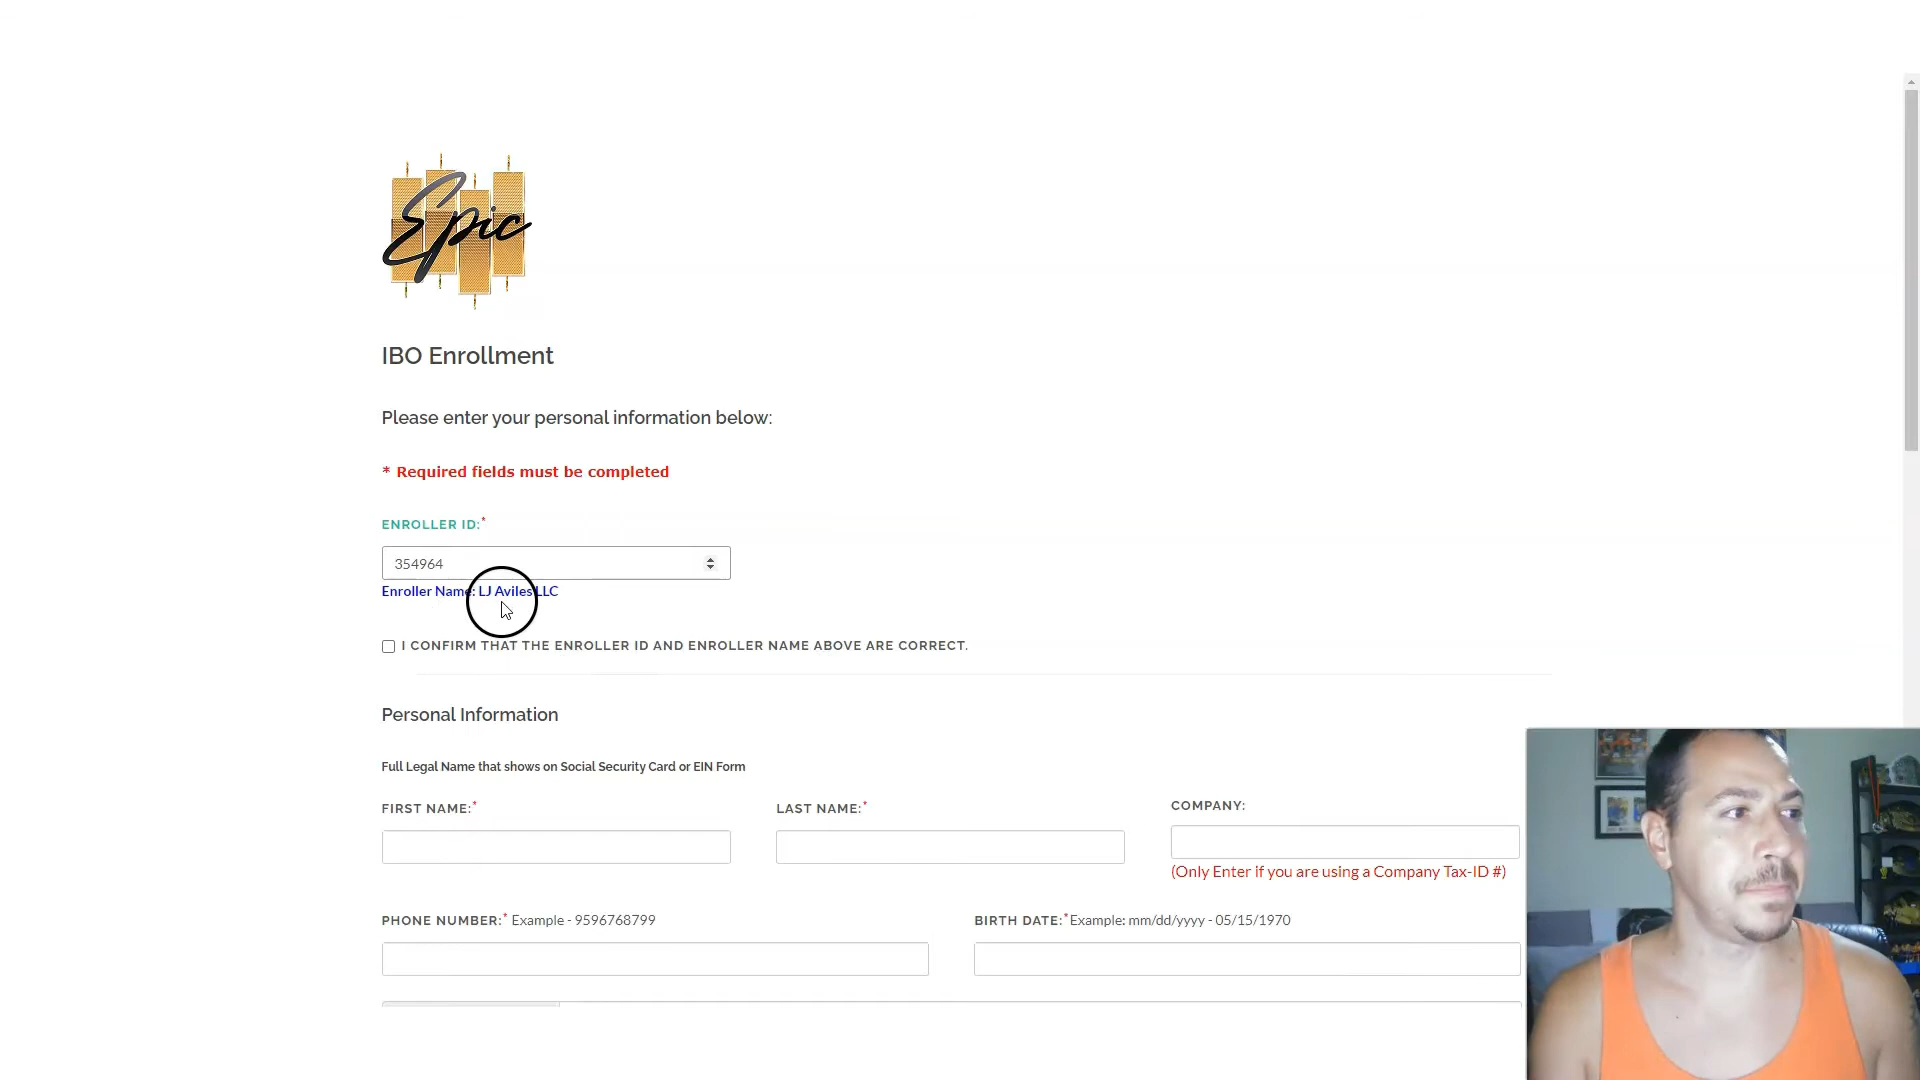 Epic
IBO Enrollment
Please enter your personal information below:
* Required fields must be completed
ENROLLER ID:*
354964
Enroller Name: LJ Aviles LLC
I CONFIRM THAT THE ENROLLER ID AND ENROLLER NAME ABOVE ARE CORRECT.
Personal Information
Full Legal Name that shows on Social Security Card or EIN Form
FIRST NAME:* LAST NAME:* COMPANY:
(Only Enter if you are using a Company Tax-ID #)
PHONE NUMBER:* Example - 9596768799 BIRTH DATE:*Example: mm/dd/yyyy - 05/15/1970